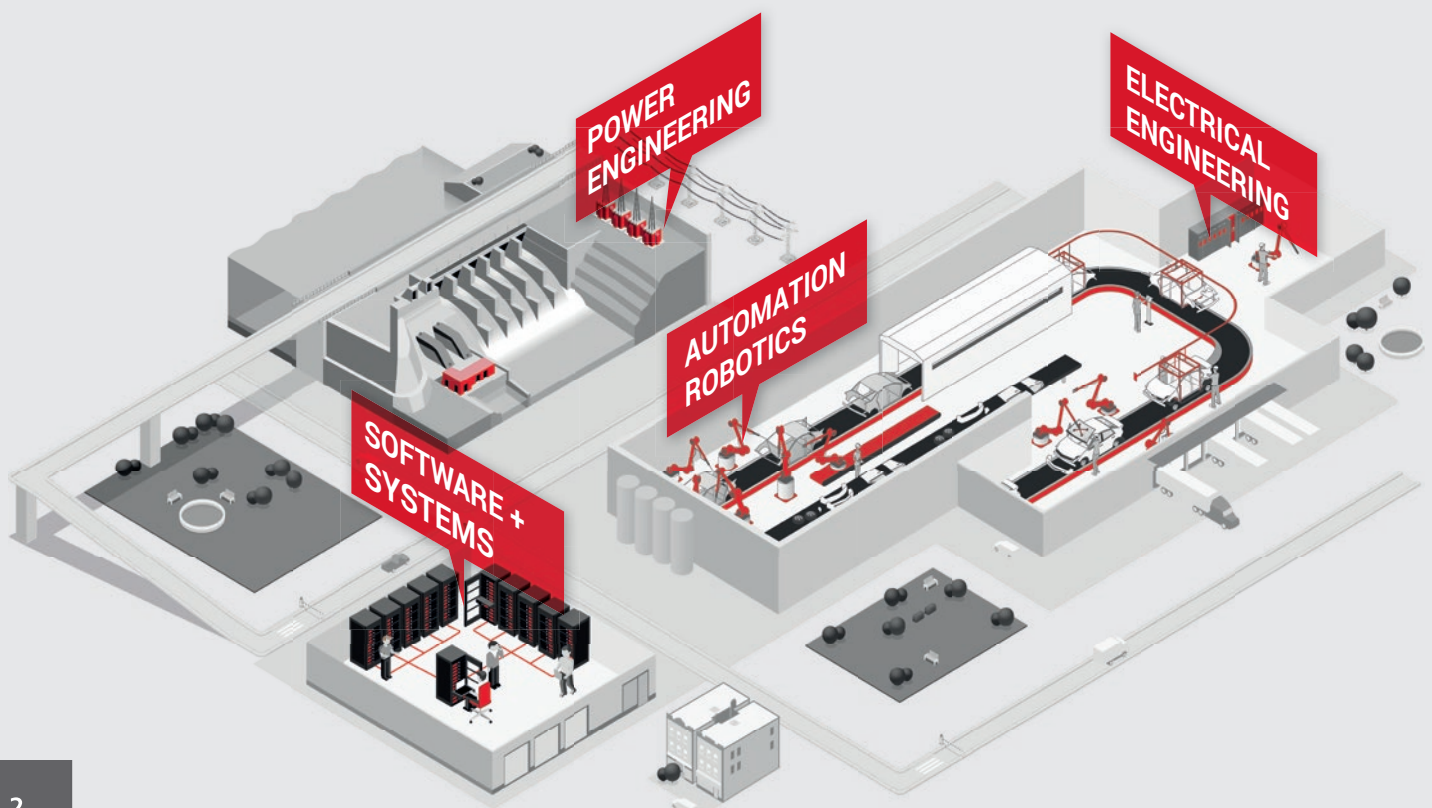 POWER
ENGINEERING
ELECTRICAL
ENGINEERING
AUTOMATION
ROBOTICS
SOFTWARE +
SYSTEMS
2